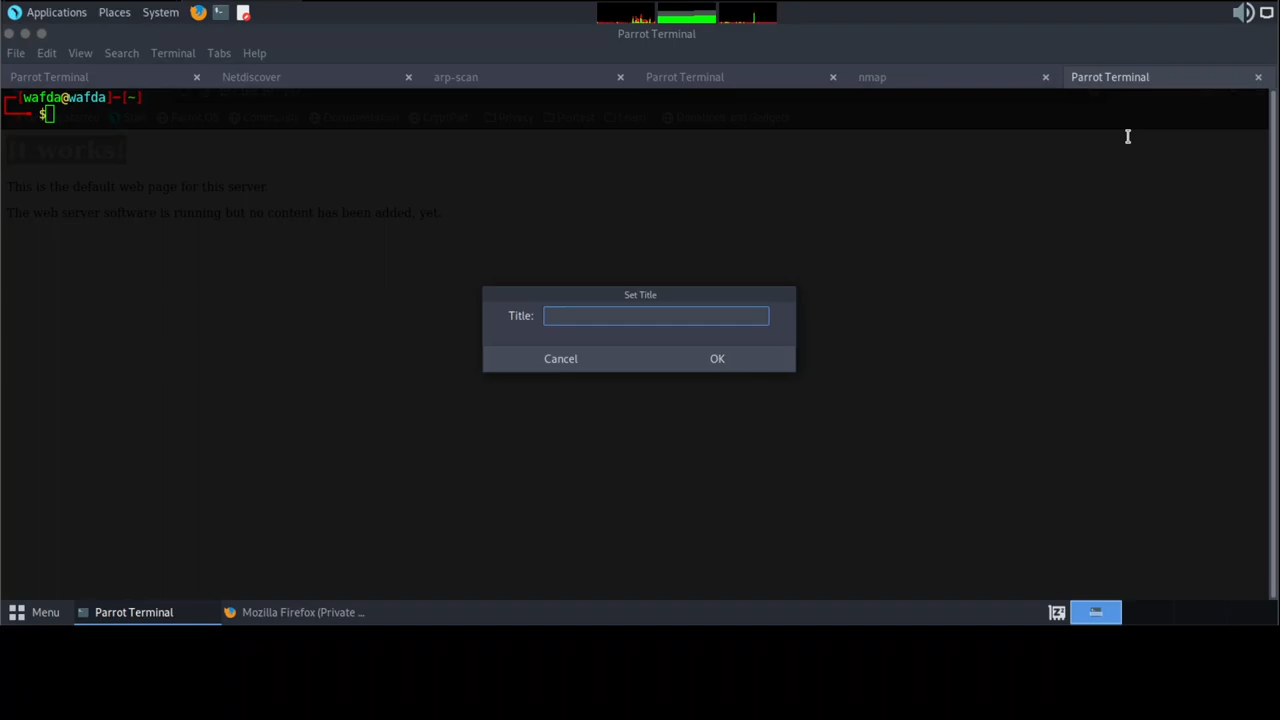 Applications Places System
Parrot Terminal
File Edit View Search Terminal Tabs Help
Parrot Terminal × Netdiscover × arp-scan × Parrot Terminal × nmap × Parrot Terminal ×
[wafda@wafda]-[~]
$
It works!
This is the default web page for this server.
The web server software is running but no content has been added, yet.
Set Title
Title:
Cancel OK
Menu Parrot Terminal Mozilla Firefox (Private ...